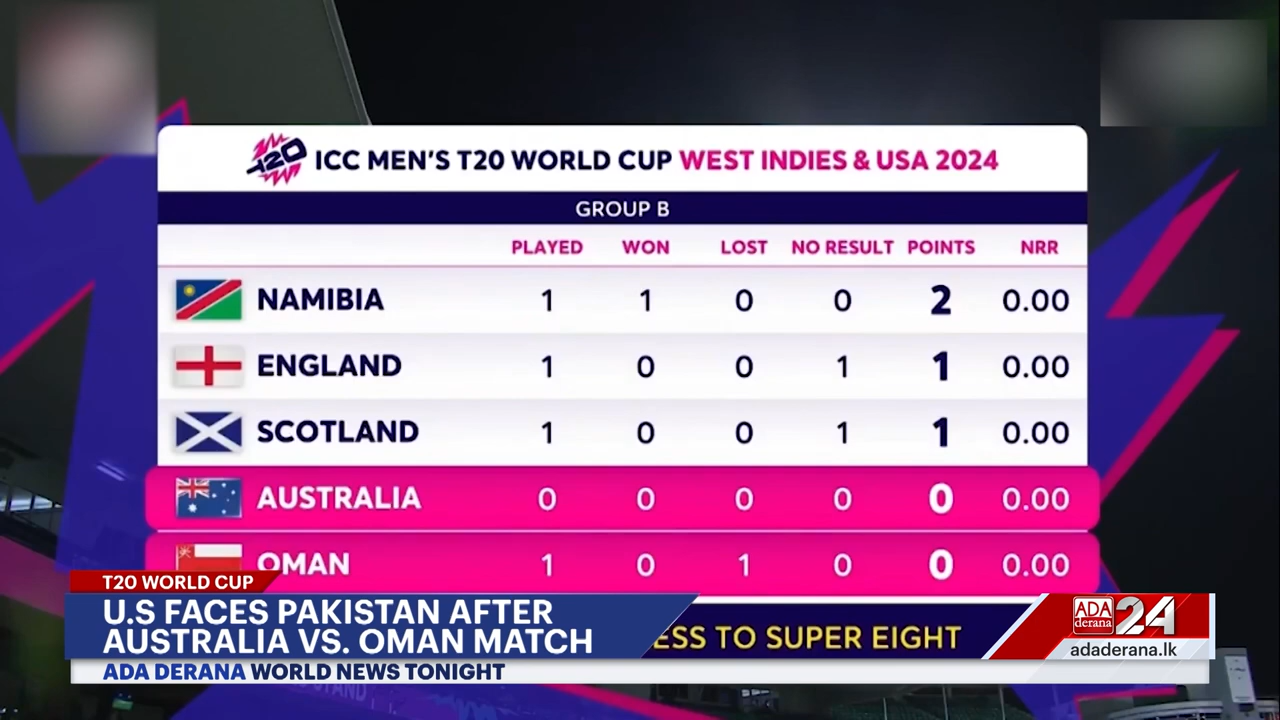 T20 ICC MEN'S T20 WORLD CUP WEST INDIES & USA 2024
GROUP B
PLAYED WON LOST NO RESULT POINTS NRR
NAMIBIA 1 1 0 0 2 0.00
ENGLAND 1 0 0 1 1 0.00
SCOTLAND 1 0 0 1 1 0.00
AUSTRALIA 0 0 0 0 0 0.00
OMAN 1 0 1 0 0 0.00
T20 WORLD CUP
U.S FACES PAKISTAN AFTER
AUSTRALIA VS. OMAN MATCH
ESS TO SUPER EIGHT
ADA derana 24
adaderana.lk
ADA DERANA WORLD NEWS TONIGHT